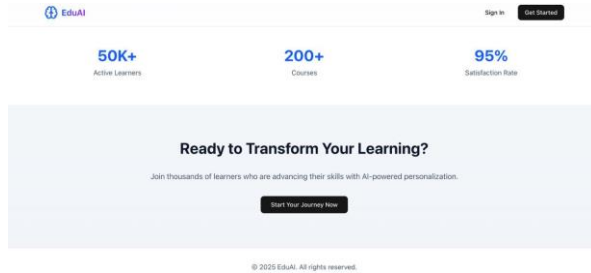 EduAI
Sign In
Get Started
50K+
200+
95%
Active Learners
Courses
Satisfaction Rate
Ready to Transform Your Learning?
Join thousands of learners who are advancing their skills with AI-powered personalization.
Start Your Journey Now
© 2025 EduAI. All rights reserved.